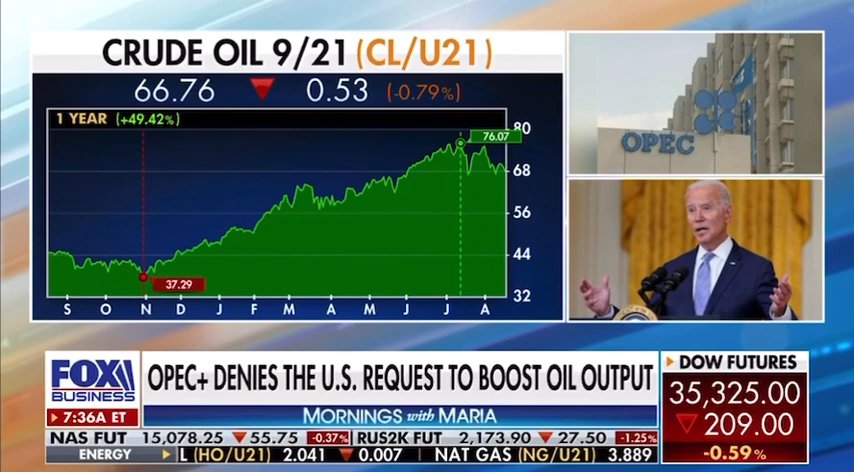 CRUDE OIL 9/21 (CL/U21)
66.76 ▼ 0.53 (-0.79%)
1 YEAR (+49.42%)
80
76.07
68
56
44
37.29
32
S O N D J F M A M J J A
OPEC
FOX
BUSINESS
7:36A ET
OPEC+ DENIES THE U.S. REQUEST TO BOOST OIL OUTPUT
MORNINGS with MARIA
DOW FUTURES
35,325.00
▼ 209.00
-0.59%
NAS FUT 15,078.25 ▼ 55.75 -0.37% RUS2K FUT 2,173.90 ▼ 27.50 -1.25%
ENERGY L (HO/U21) 2.041 ▼ 0.007 NAT GAS (NG/U21) 3.889